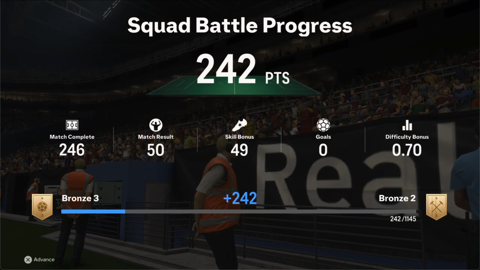 Squad Battle Progress
242 PTS
Match Complete
246
Match Result
50
Skill Bonus
49
Goals
0
Difficulty Bonus
0.70
Bronze 3
+242
Bronze 2
242 /1145
Real
Advance